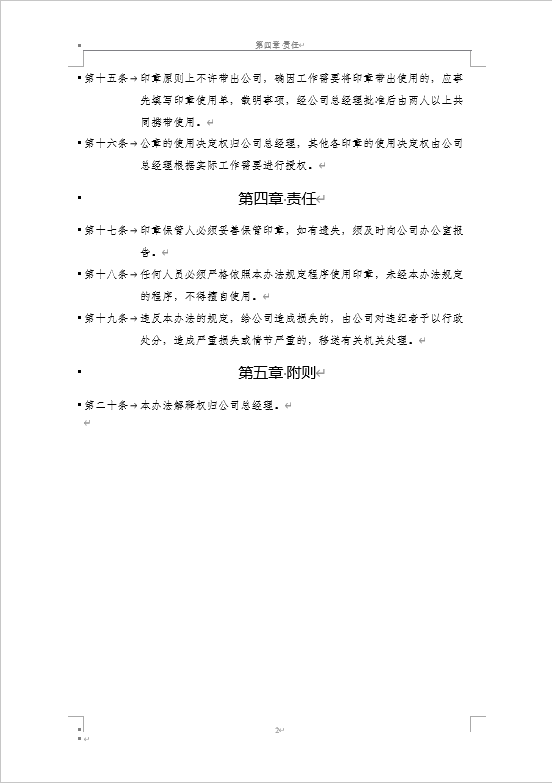 第四章 责任
第十五条 印章原则上不许带出公司，确因工作需要将印章带出使用的，应事
先填写印章使用单，载明事项，经公司总经理批准后由两人以上共
同携带使用。
第十六条 公章的使用决定权归公司总经理，其他各印章的使用决定权由公司
总经理根据实际工作需要进行授权。
第四章 责任
第十七条 印章保管人必须妥善保管印章，如有遗失，须及时向公司办公室报
告。
第十八条 任何人员必须严格依照本办法规定程序使用印章，未经本办法规定
的程序，不得擅自使用。
第十九条 违反本办法的规定，给公司造成损失的，由公司对违纪者予以行政
处分，造成严重损失或情节严重的，移送有关机关处理。
第五章 附则
第二十条 本办法解释权归公司总经理。
2